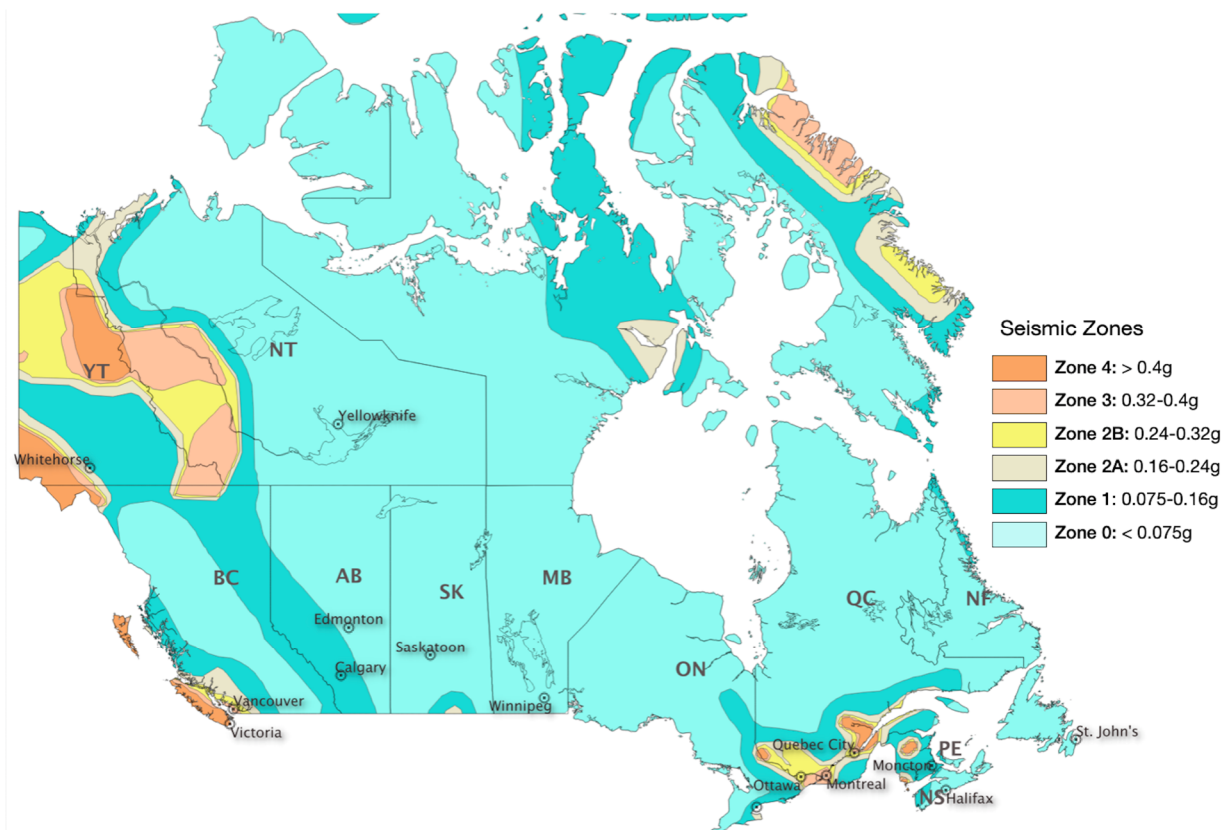 NT
YT
Yellowknife
Whitehorse
BC
AB
SK
MB
QC
NF
Edmonton
Saskatoon
Calgary
ON
Winnipeg
Vancouver
Victoria
Quebec City
PE
St. John's
Moncton
Ottawa
Montreal
NS
Halifax
Seismic Zones
Zone 4: > 0.4g
Zone 3: 0.32-0.4g
Zone 2B: 0.24-0.32g
Zone 2A: 0.16-0.24g
Zone 1: 0.075-0.16g
Zone 0: < 0.075g